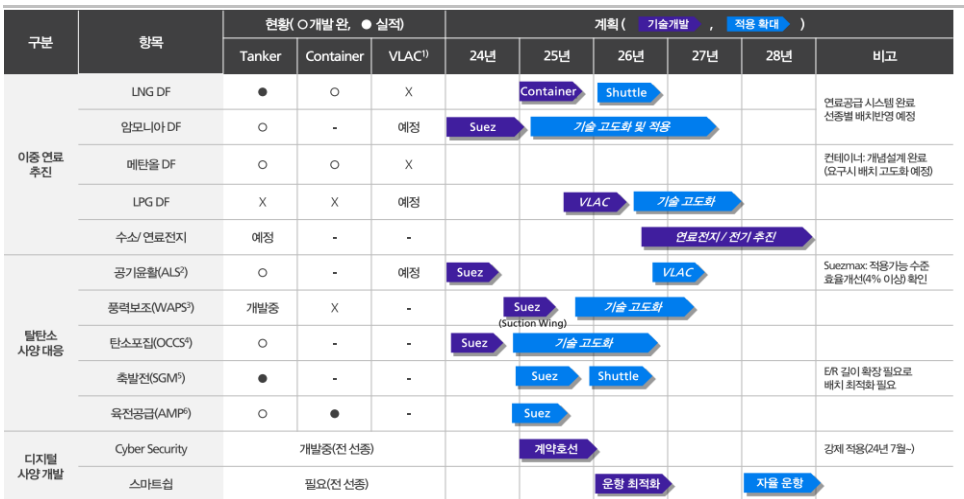 구분 항목 현황( ○개발 완, ● 실적) 계획( 기술개발 , 적용 확대 )
Tanker Container VLAC1) 24년 25년 26년 27년 28년 비고
이중 연료
추진
LNG DF ● ○ X Container Shuttle
연료공급 시스템 완료
선종별 배치반영 예정
암모니아 DF ○ - 예정 Suez 기술 고도화 및 적용
메탄올 DF ○ ○ X
컨테이너: 개념설계 완료
(요구시 배치 고도화 예정)
LPG DF X X 예정 VLAC 기술 고도화
수소/ 연료전지 예정 - - 연료전지 / 전기 추진
탈탄소
사양 대응
공기윤활(ALS2) ○ - 예정 Suez VLAC
Suezmax: 적용가능 수준
효율개선(4% 이상) 확인
풍력보조(WAPS3) 개발중 X - Suez 기술 고도화
(Suction Wing)
탄소포집(OCCS4) ○ - - Suez 기술 고도화
축발전(SGM5) ● - - Suez Shuttle
E/R 길이 확장 필요로
배치 최적화 필요
육전공급(AMP6) ○ ● - Suez
디지털
사양 개발
Cyber Security 개발중(전 선종) 계약호선 강제 적용(24년 7월~)
스마트쉽 필요(전 선종) 운항 최적화 자율 운항